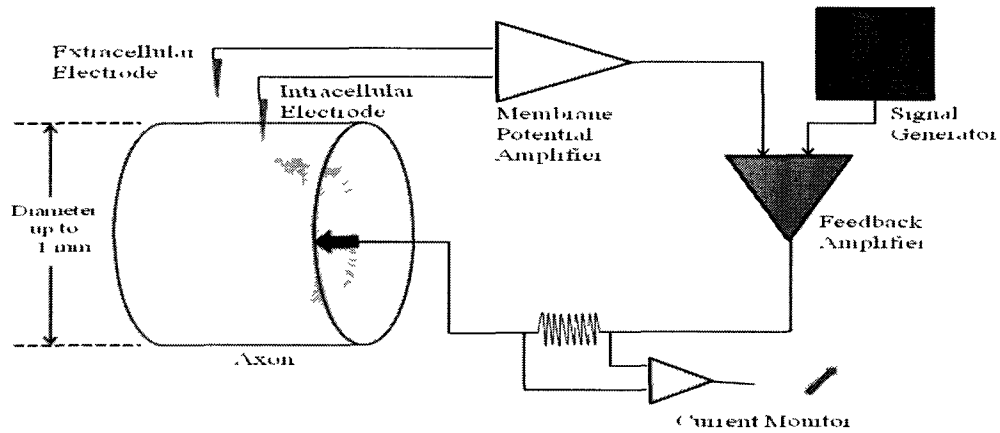 Extracellular
Electrode
Intracellular
Electrode
Membrane
Potential
Amplifier
Signal
Generator
Diameter
up to
1 mm
Feedback
Amplifier
Axon
Current Monitor